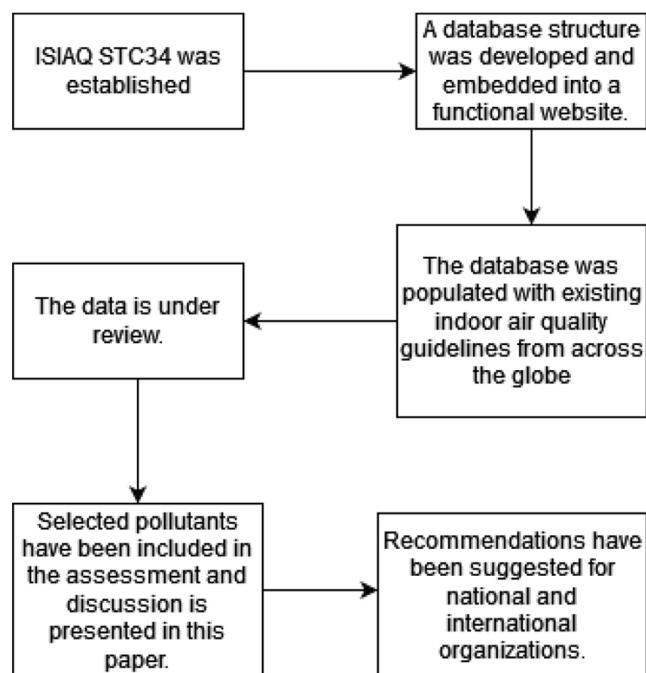 ISIAQ STC34 was
established
A database structure
was developed and
embedded into a
functional website.
The database was
populated with existing
indoor air quality
guidelines from across
the globe
The data is under
review.
Selected pollutants
have been included in
the assessment and
discussion is
presented in this
paper.
Recommendations have
been suggested for
national and
international
organizations.